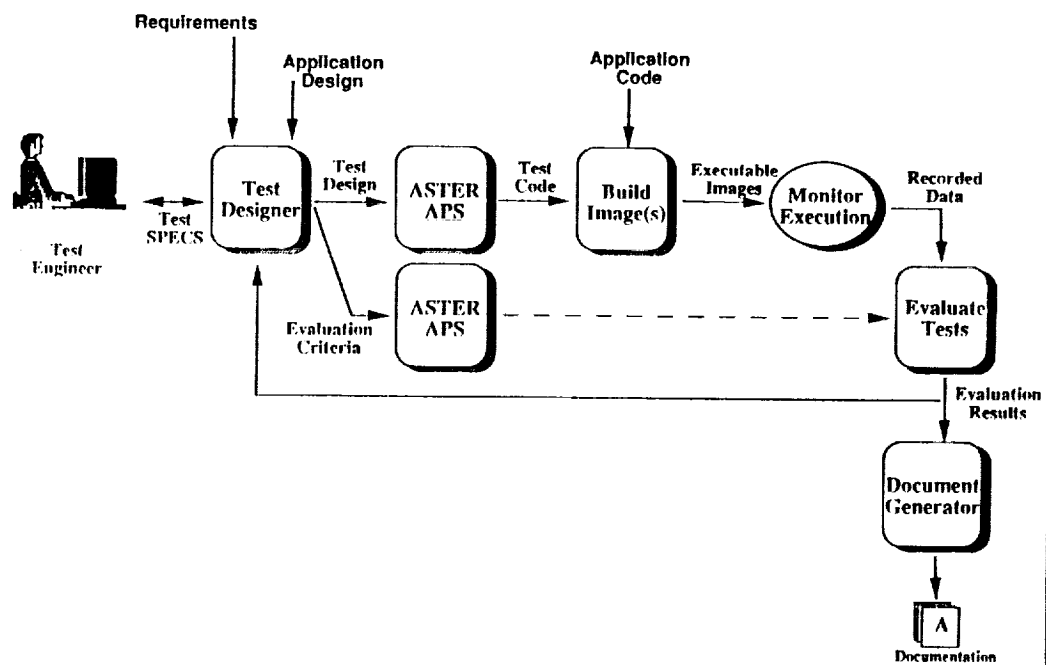 Requirements
Application
Design
Application
Code
Test
Designer
Test
Design
ASTER
APS
Test
Code
Build
Image(s)
Executable
Images
Monitor
Execution
Recorded
Data
Test
SPECS
Test
Engineer
Evaluation
Criteria
ASTER
APS
Evaluate
Tests
Evaluation
Results
Document
Generator
A
Documentation